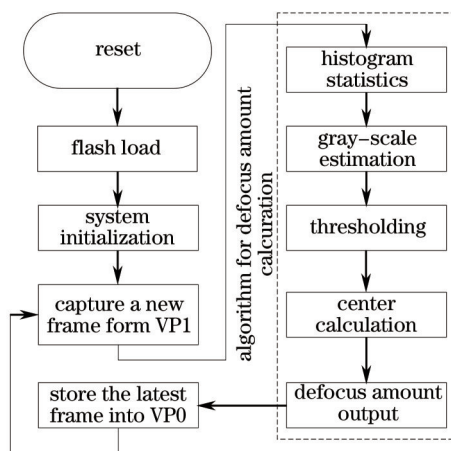 reset
flash load
system
initialization
capture a new
frame form VP1
store the latest
frame into VP0
algorithm for defocus amount
calcuration
histogram
statistics
gray-scale
estimation
thresholding
center
calculation
defocus amount
output